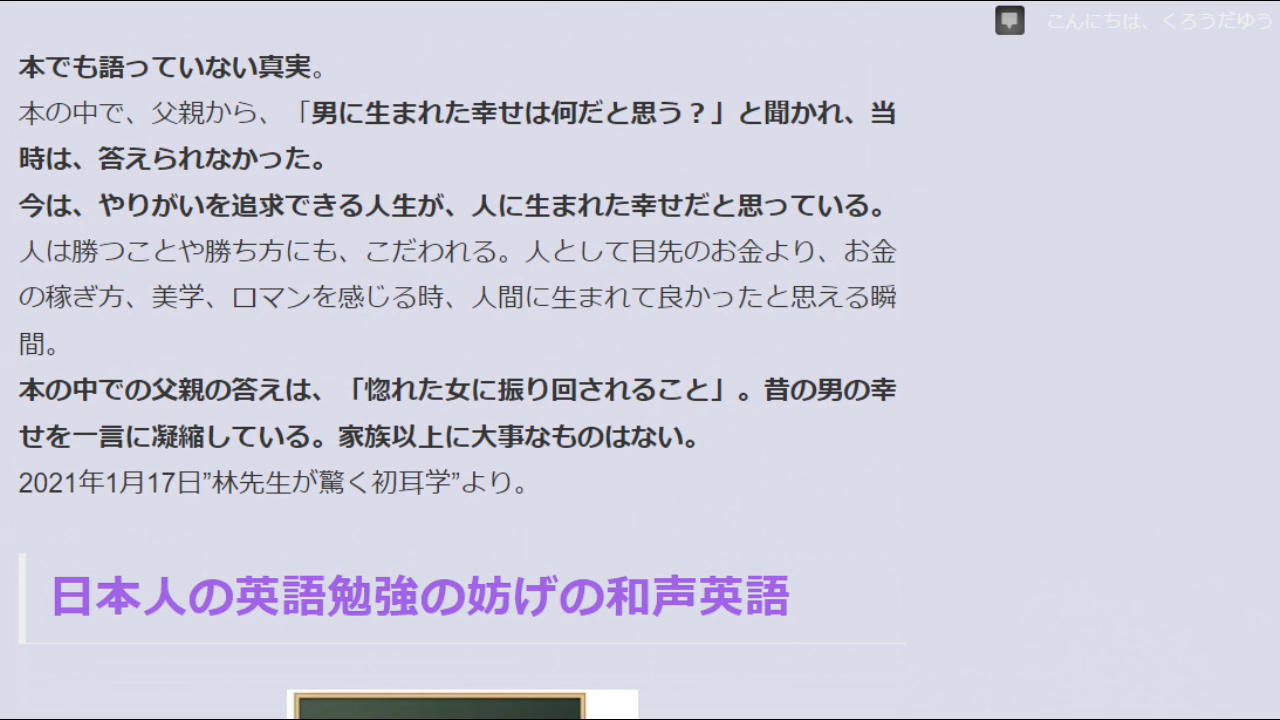 こんにちは、くろうだゆう
本でも語っていない真実。
本の中で、父親から、「男に生まれた幸せは何だと思う？」と聞かれ、当
時は、答えられなかった。
今は、やりがいを追求できる人生が、人に生まれた幸せだと思っている。
人は勝つことや勝ち方にも、こだわれる。人として目先のお金より、お金
の稼ぎ方、美学、ロマンを感じる時、人間に生まれて良かったと思える瞬
間。
本の中での父親の答えは、「惚れた女に振り回されること」。昔の男の幸
せを一言に凝縮している。家族以上に大事なものはない。
2021年1月17日”林先生が驚く初耳学”より。
日本人の英語勉強の妨げの和声英語